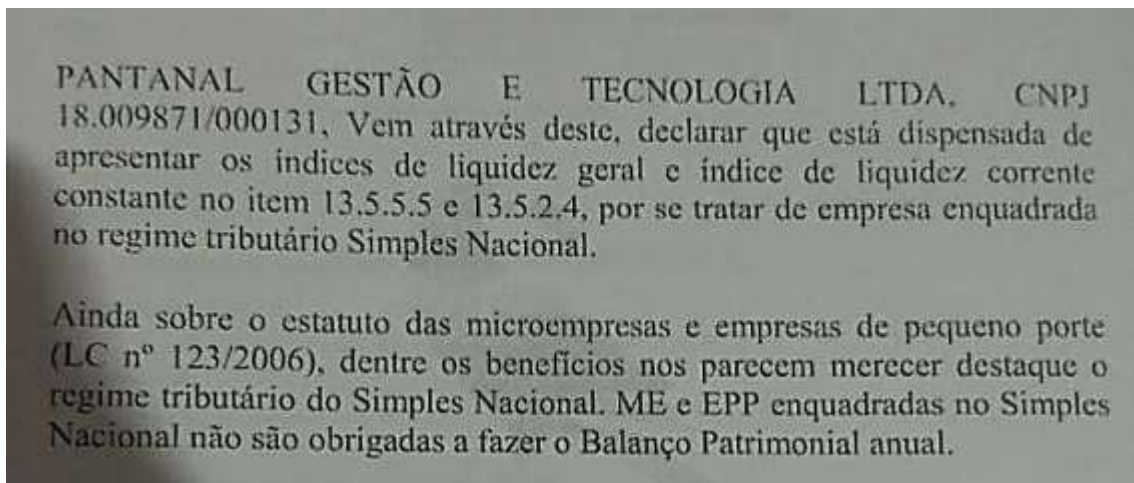 PANTANAL GESTÃO E TECNOLOGIA LTDA. CNPJ
18.009871/000131, Vem através deste, declarar que está dispensada de
apresentar os índices de liquidez geral e índice de liquidez corrente
constante no item 13.5.5.5 e 13.5.2.4, por se tratar de empresa enquadrada
no regime tributário Simples Nacional.
Ainda sobre o estatuto das microempresas e empresas de pequeno porte
(LC nº 123/2006), dentre os benefícios nos parecem merecer destaque o
regime tributário do Simples Nacional. ME e EPP enquadradas no Simples
Nacional não são obrigadas a fazer o Balanço Patrimonial anual.